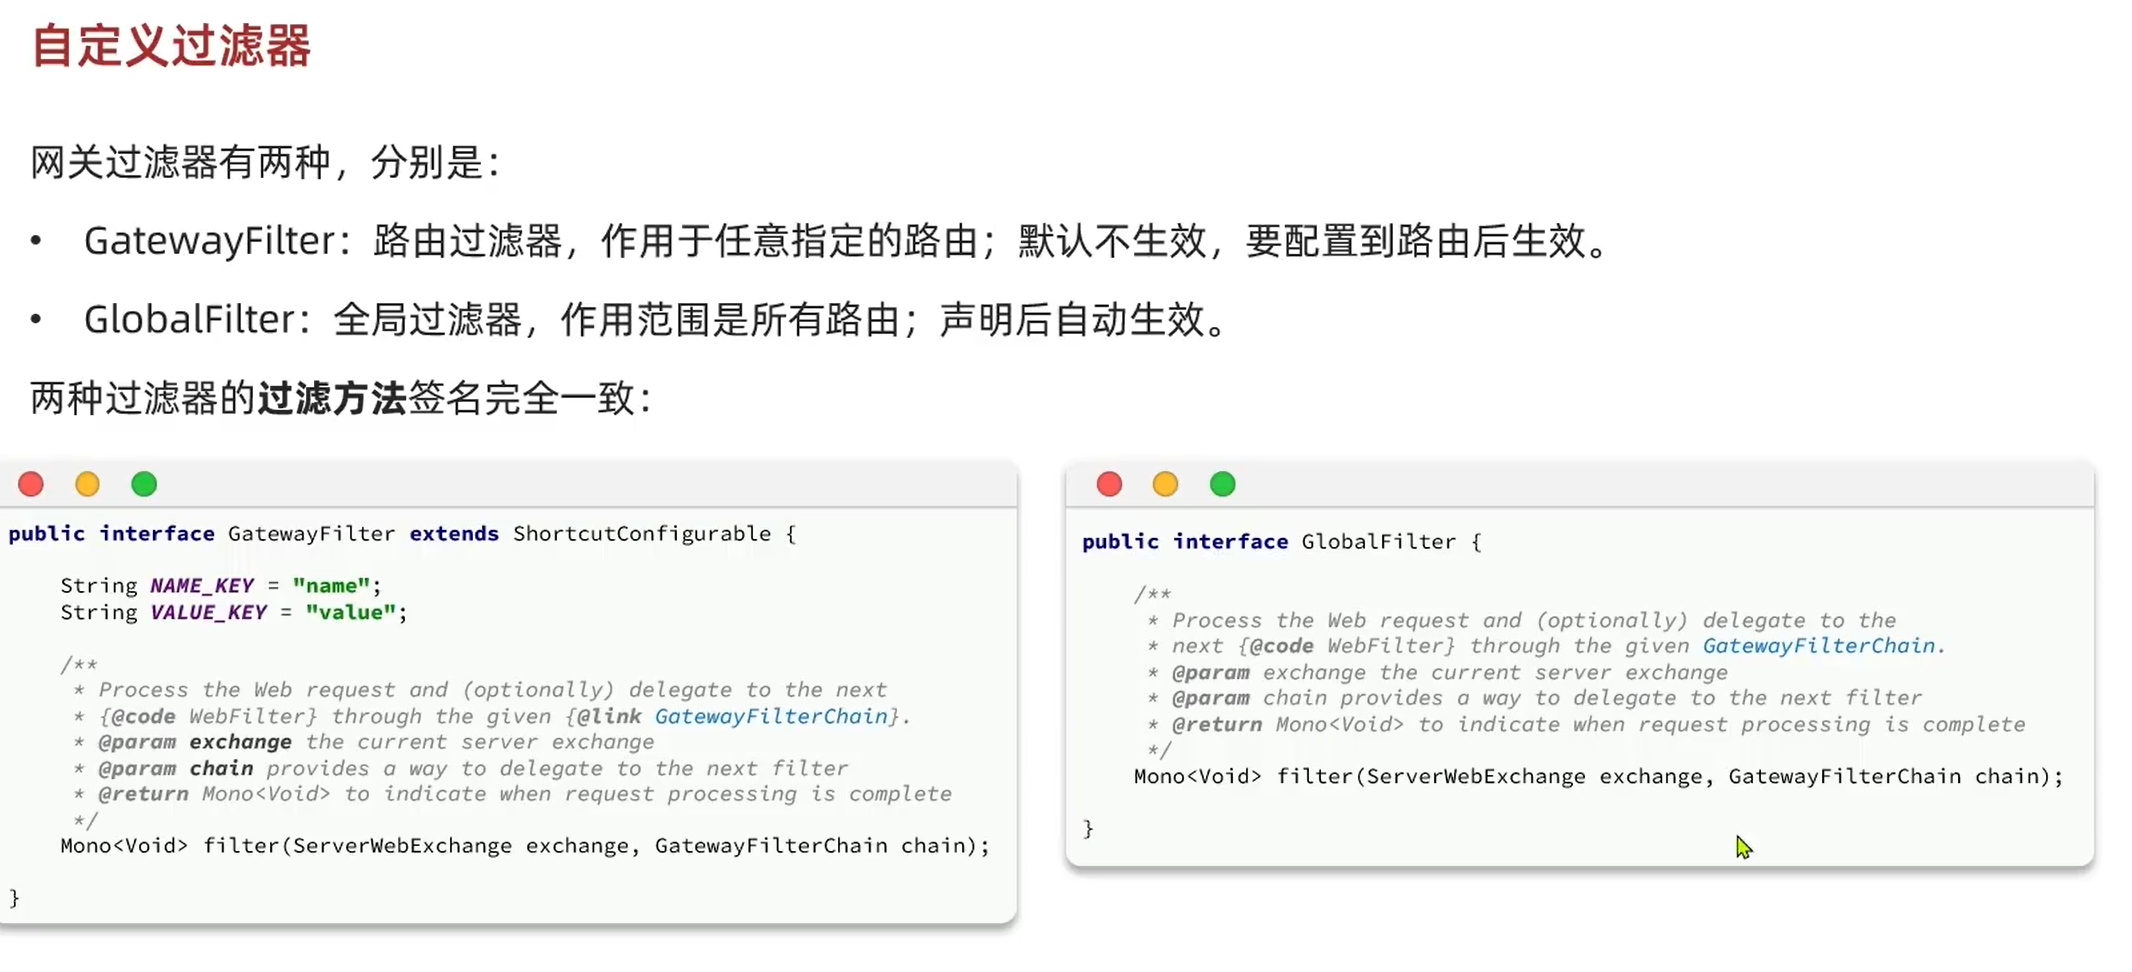 自定义过滤器
网关过滤器有两种，分别是：
• GatewayFilter：路由过滤器，作用于任意指定的路由；默认不生效，要配置到路由后生效。
• GlobalFilter：全局过滤器，作用范围是所有路由；声明后自动生效。
两种过滤器的过滤方法签名完全一致：
public interface GatewayFilter extends ShortcutConfigurable {
String NAME_KEY = "name";
String VALUE_KEY = "value";
/**
* Process the Web request and (optionally) delegate to the next
* {@code WebFilter} through the given {@link GatewayFilterChain}.
* @param exchange the current server exchange
* @param chain provides a way to delegate to the next filter
* @return Mono<Void> to indicate when request processing is complete
*/
Mono<Void> filter(ServerWebExchange exchange, GatewayFilterChain chain);
}
public interface GlobalFilter {
/**
* Process the Web request and (optionally) delegate to the
* next {@code WebFilter} through the given GatewayFilterChain.
* @param exchange the current server exchange
* @param chain provides a way to delegate to the next filter
* @return Mono<Void> to indicate when request processing is complete
*/
Mono<Void> filter(ServerWebExchange exchange, GatewayFilterChain chain);
}